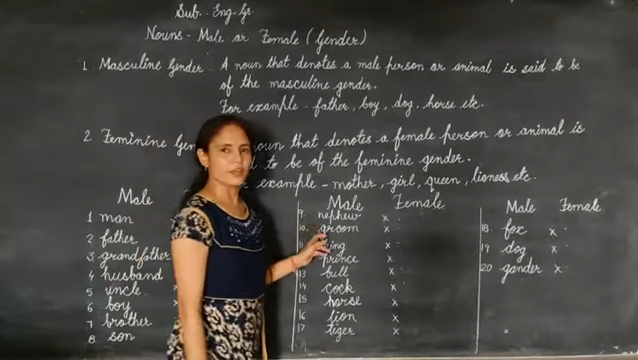 Sub.- Eng. Gr.
Nouns - Male or Female (Gender)
1. Masculine Gender : A noun that denotes a male person or animal is said to be
of the masculine gender.
For example - father, boy, dog, horse etc.
2. Feminine Gen noun that denotes a female person or animal is
to be of the feminine gender.
example - mother, girl, queen, lioness, etc.
Male
1 man
2 father
3 grandfather
4 husband
5 uncle
6 boy x
7 brother
8 son
Male Female
9. nephew x
10. groom x
11 x
prince x
13 bull x
14 cock x
15 horse x
16 lion x
17 tiger x
Male Female
18. fox x
19 dog x
20 gander x